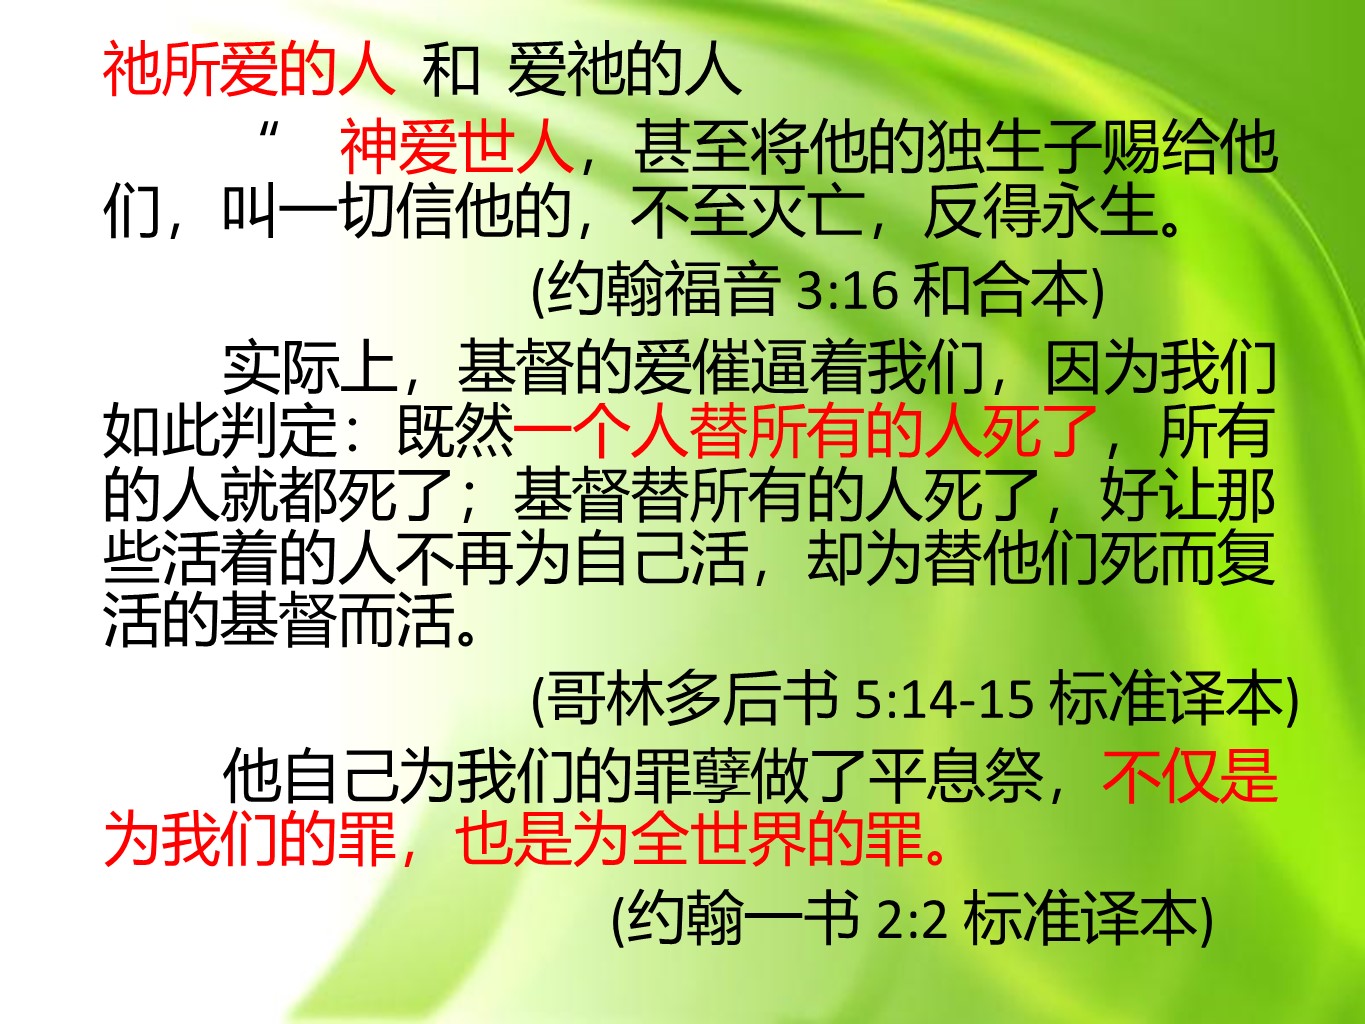 祂所爱的人 和 爱祂的人
“ 神爱世人，甚至将他的独生子赐给他
们，叫一切信他的，不至灭亡，反得永生。
(约翰福音 3:16 和合本)
实际上，基督的爱催逼着我们，因为我们
如此判定：既然一个人替所有的人死了，所有
的人就都死了；基督替所有的人死了，好让那
些活着的人不再为自己活，却为替他们死而复
活的基督而活。
(哥林多后书 5:14-15 标准译本)
他自己为我们的罪孽做了平息祭，不仅是
为我们的罪，也是为全世界的罪。
(约翰一书 2:2 标准译本)